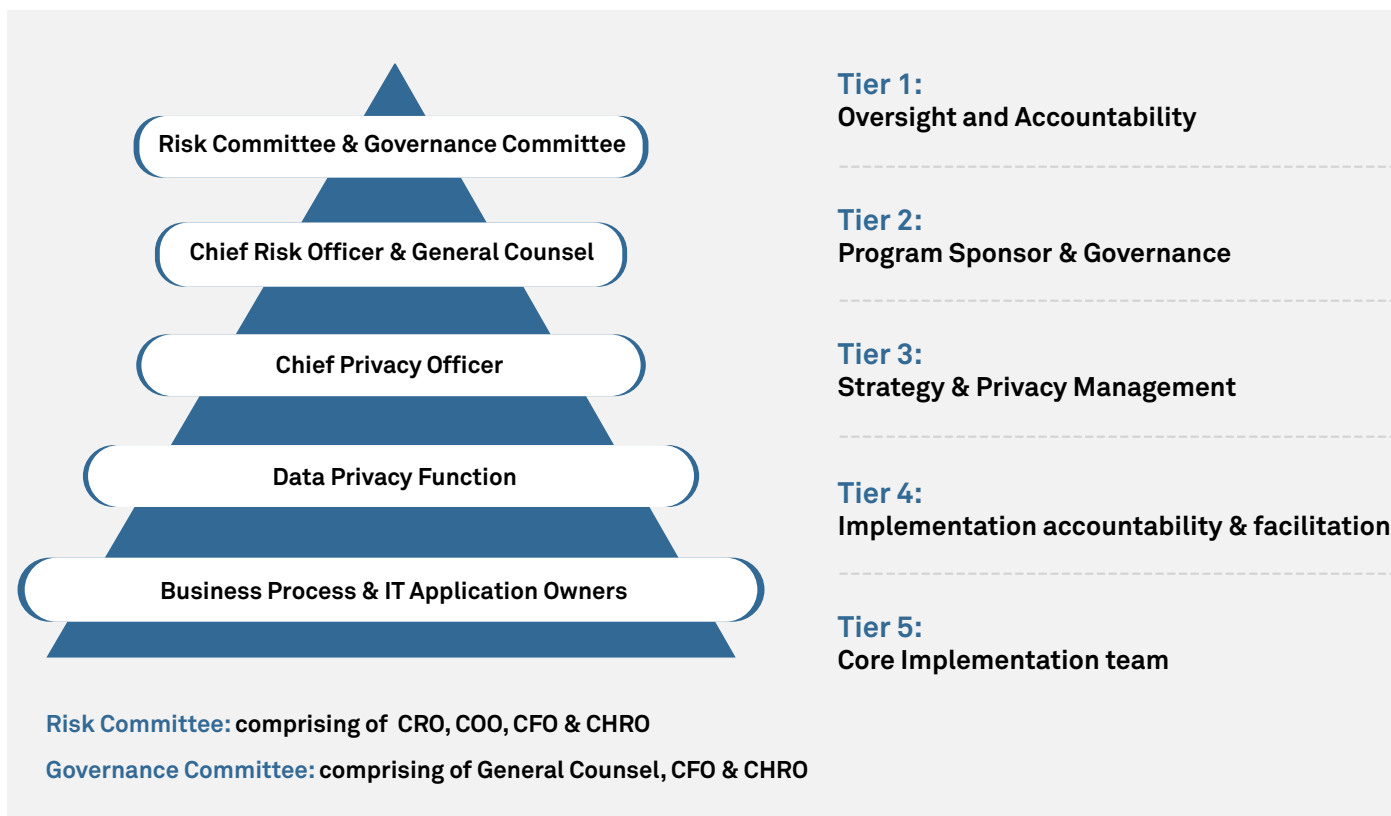 Risk Committee & Governance Committee
Chief Risk Officer & General Counsel
Chief Privacy Officer
Data Privacy Function
Business Process & IT Application Owners
Tier 1:
Oversight and Accountability
Tier 2:
Program Sponsor & Governance
Tier 3:
Strategy & Privacy Management
Tier 4:
Implementation accountability & facilitation
Tier 5:
Core Implementation team
Risk Committee: comprising of CRO, COO, CFO & CHRO
Governance Committee: comprising of General Counsel, CFO & CHRO